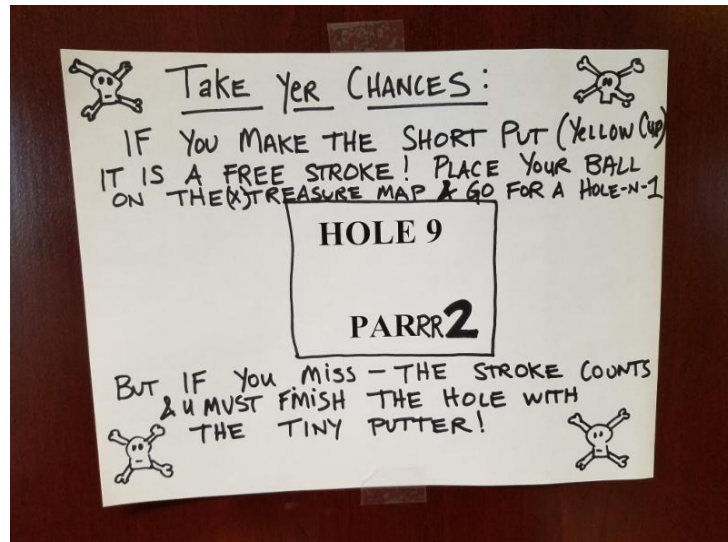 TAKE YER CHANCES:
IF YOU MAKE THE SHORT PUT (YELLOW CUP)
IT IS A FREE STROKE! PLACE YOUR BALL
ON THE (X) TREASURE MAP & GO FOR A HOLE-N-1
HOLE 9
PARRR 2
BUT IF YOU MISS – THE STROKE COUNTS
& U MUST FINISH THE HOLE WITH
THE TINY PUTTER!